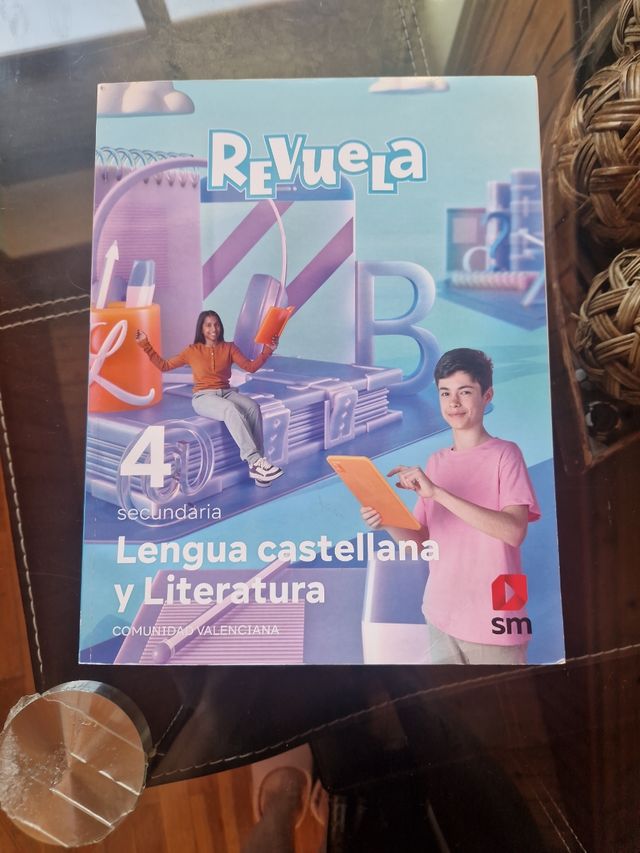 REVUELA
4
secundaria
Lengua castellana
y Literatura
COMUNIDAD VALENCIANA
sm
B